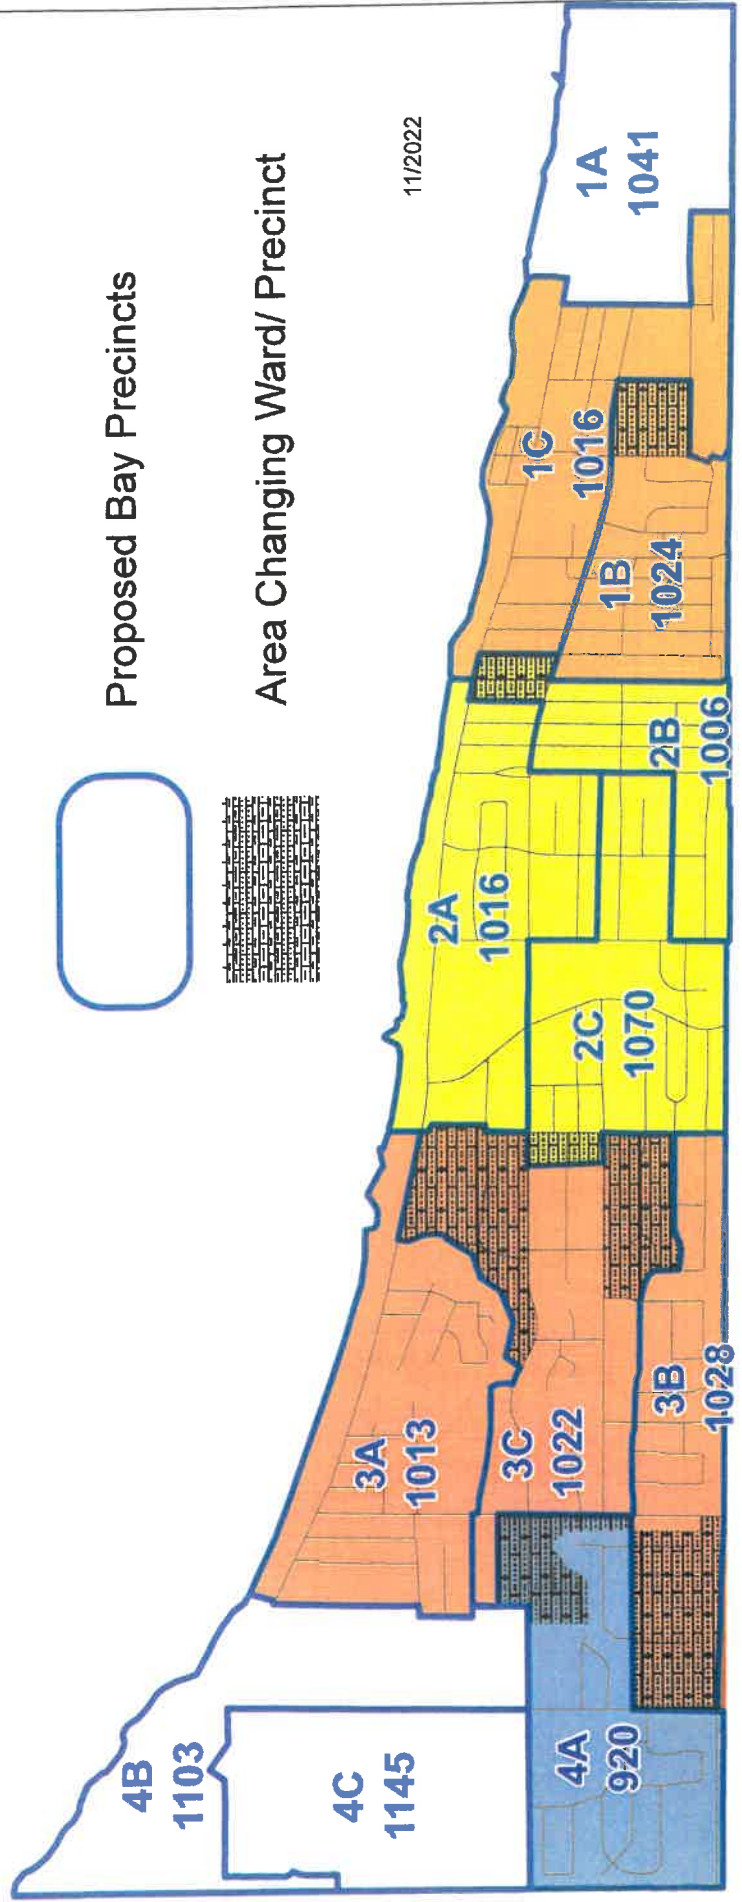 Proposed Bay Precincts
Area Changing Ward/ Precinct
11/2022
4B
1103
4C
1145
4A
920
3A
1013
3C
1022
3B
1028
2A
1016
2C
1070
2B
1006
1C
1016
1B
1024
1A
1041